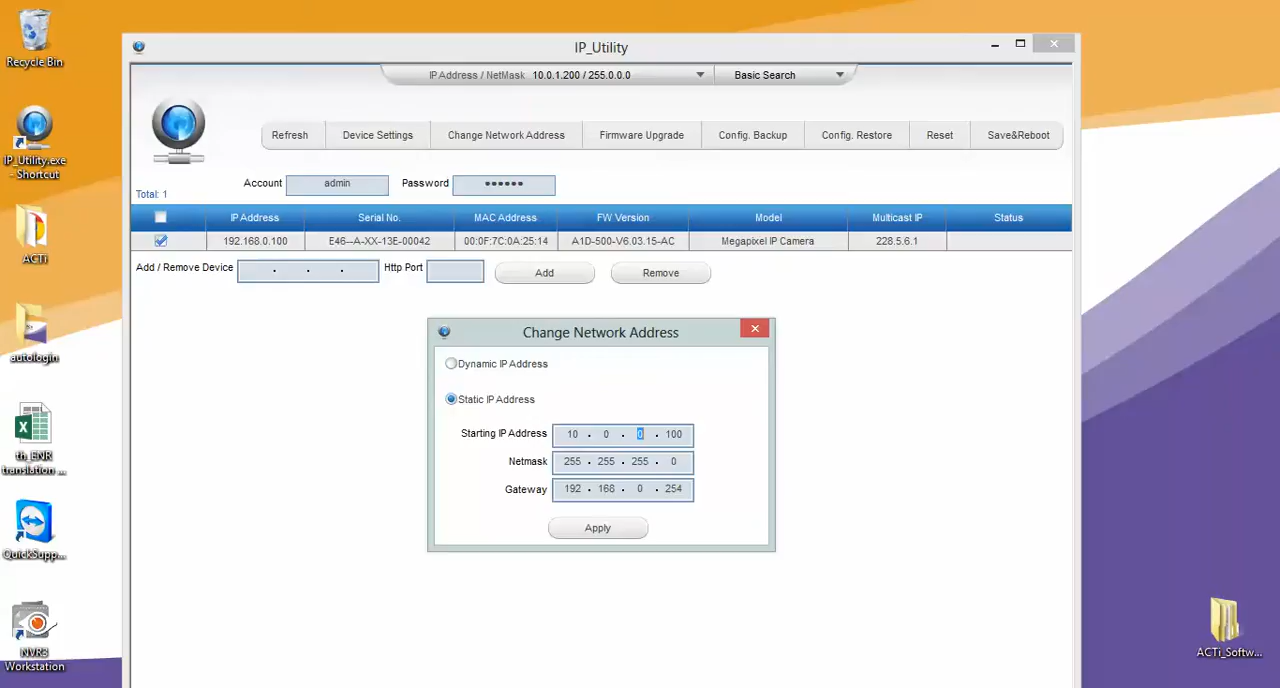 Recycle Bin
IP_Utility.exe
- Shortcut
ACTi
autologin
th_ENR
translation ...
QuickSupp...
NVR3
Workstation
ACTi_Softw...
IP_Utility
IP Address / NetMask 10.0.1.200 / 255.0.0.0 Basic Search
Refresh Device Settings Change Network Address Firmware Upgrade Config. Backup Config. Restore Reset Save&Reboot
Total: 1 Account admin Password ••••••
IP Address Serial No. MAC Address FW Version Model Multicast IP Status
192.168.0.100 E46--A-XX-13E-00042 00:0F:7C:0A:25:14 A1D-500-V6.03.15-AC Megapixel IP Camera 228.5.6.1
Add / Remove Device . . . Http Port Add Remove
Change Network Address
Dynamic IP Address
Static IP Address
Starting IP Address 10 . 0 . 0 . 100
Netmask 255 . 255 . 255 . 0
Gateway 192 . 168 . 0 . 254
Apply